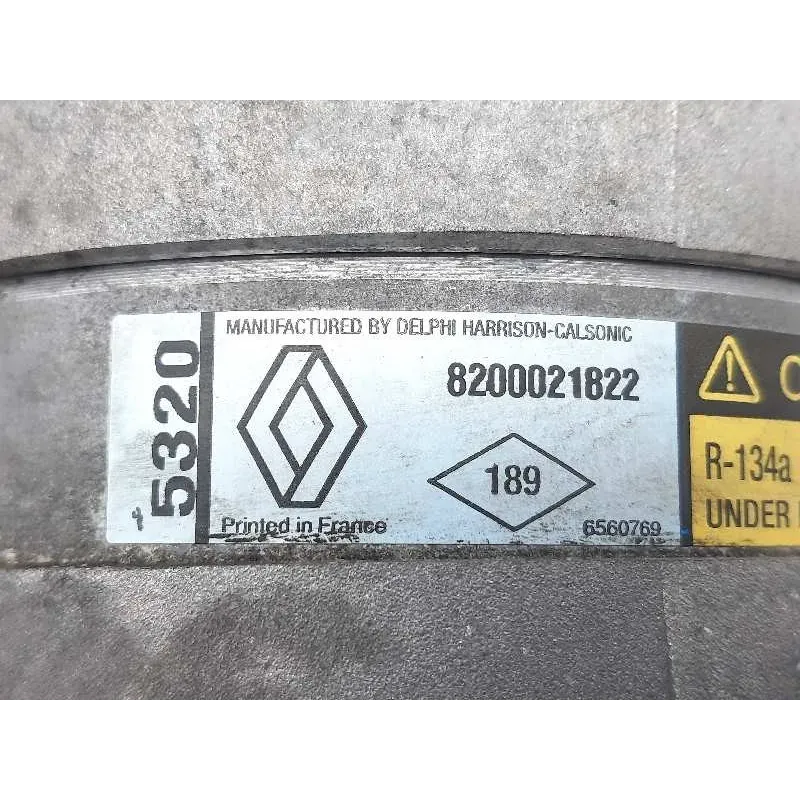 5320
MANUFACTURED BY DELPHI HARRISON-CALSONIC
8200021822
189
Printed in France
6560769
R-134a
UNDER